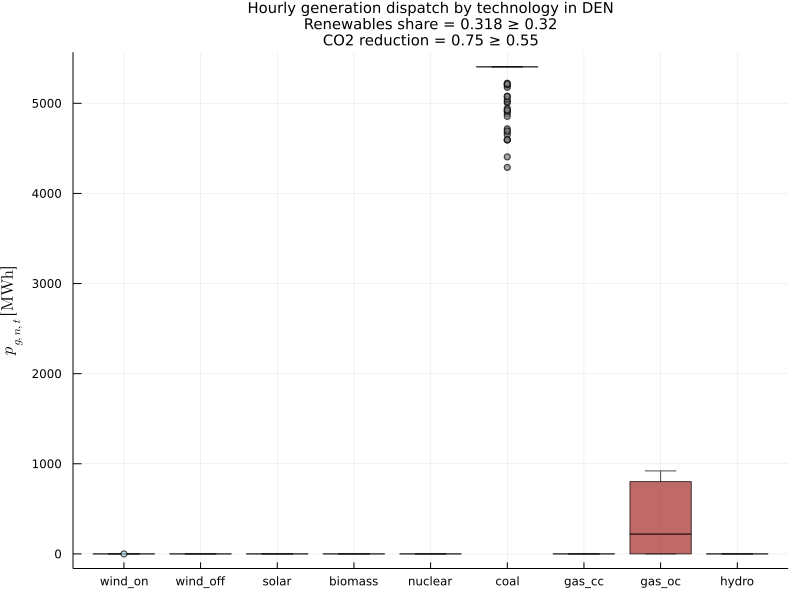 Hourly generation dispatch by technology in DEN
Renewables share = 0.318 ≥ 0.32
CO2 reduction = 0.75 ≥ 0.55
p_{g,n,t} [MWh]
5000
4000
3000
2000
1000
0
wind_on wind_off solar biomass nuclear coal gas_cc gas_oc hydro